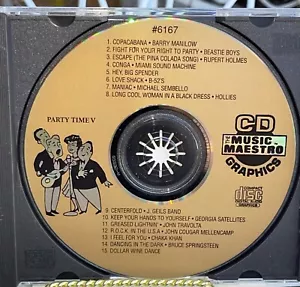 #6167
1 COPACABANA • BARRY MANILOW
2 FIGHT FOR YOUR RIGHT TO PARTY • BEASTIE BOYS
3 ESCAPE (THE PINA COLADA SONG) • RUPERT HOLMES
4 CONGA • MIAMI SOUND MACHINE
5 HEY, BIG SPENDER
6 LOVE SHACK • B-52'S
7 MANIAC • MICHAEL SEMBELLO
8 LONG COOL WOMAN IN A BLACK DRESS • HOLLIES
PARTY TIME V
CD
THE MUSIC MAESTRO
GRAPHICS
COMPACT
disc
DIGITAL AUDIO
9 CENTERFOLD • J. GEILS BAND
10 KEEP YOUR HANDS TO YOURSELF • GEORGIA SATELLITES
11 GREASED LIGHTNIN' • JOHN TRAVOLTA
12 R.O.C.K. IN THE U.S.A • JOHN COUGAR MELLENCAMP
13 I FEEL FOR YOU • CHAKA KHAN
14 DANCING IN THE DARK • BRUCE SPRINGSTEEN
15 DOLLAR WINE DANCE